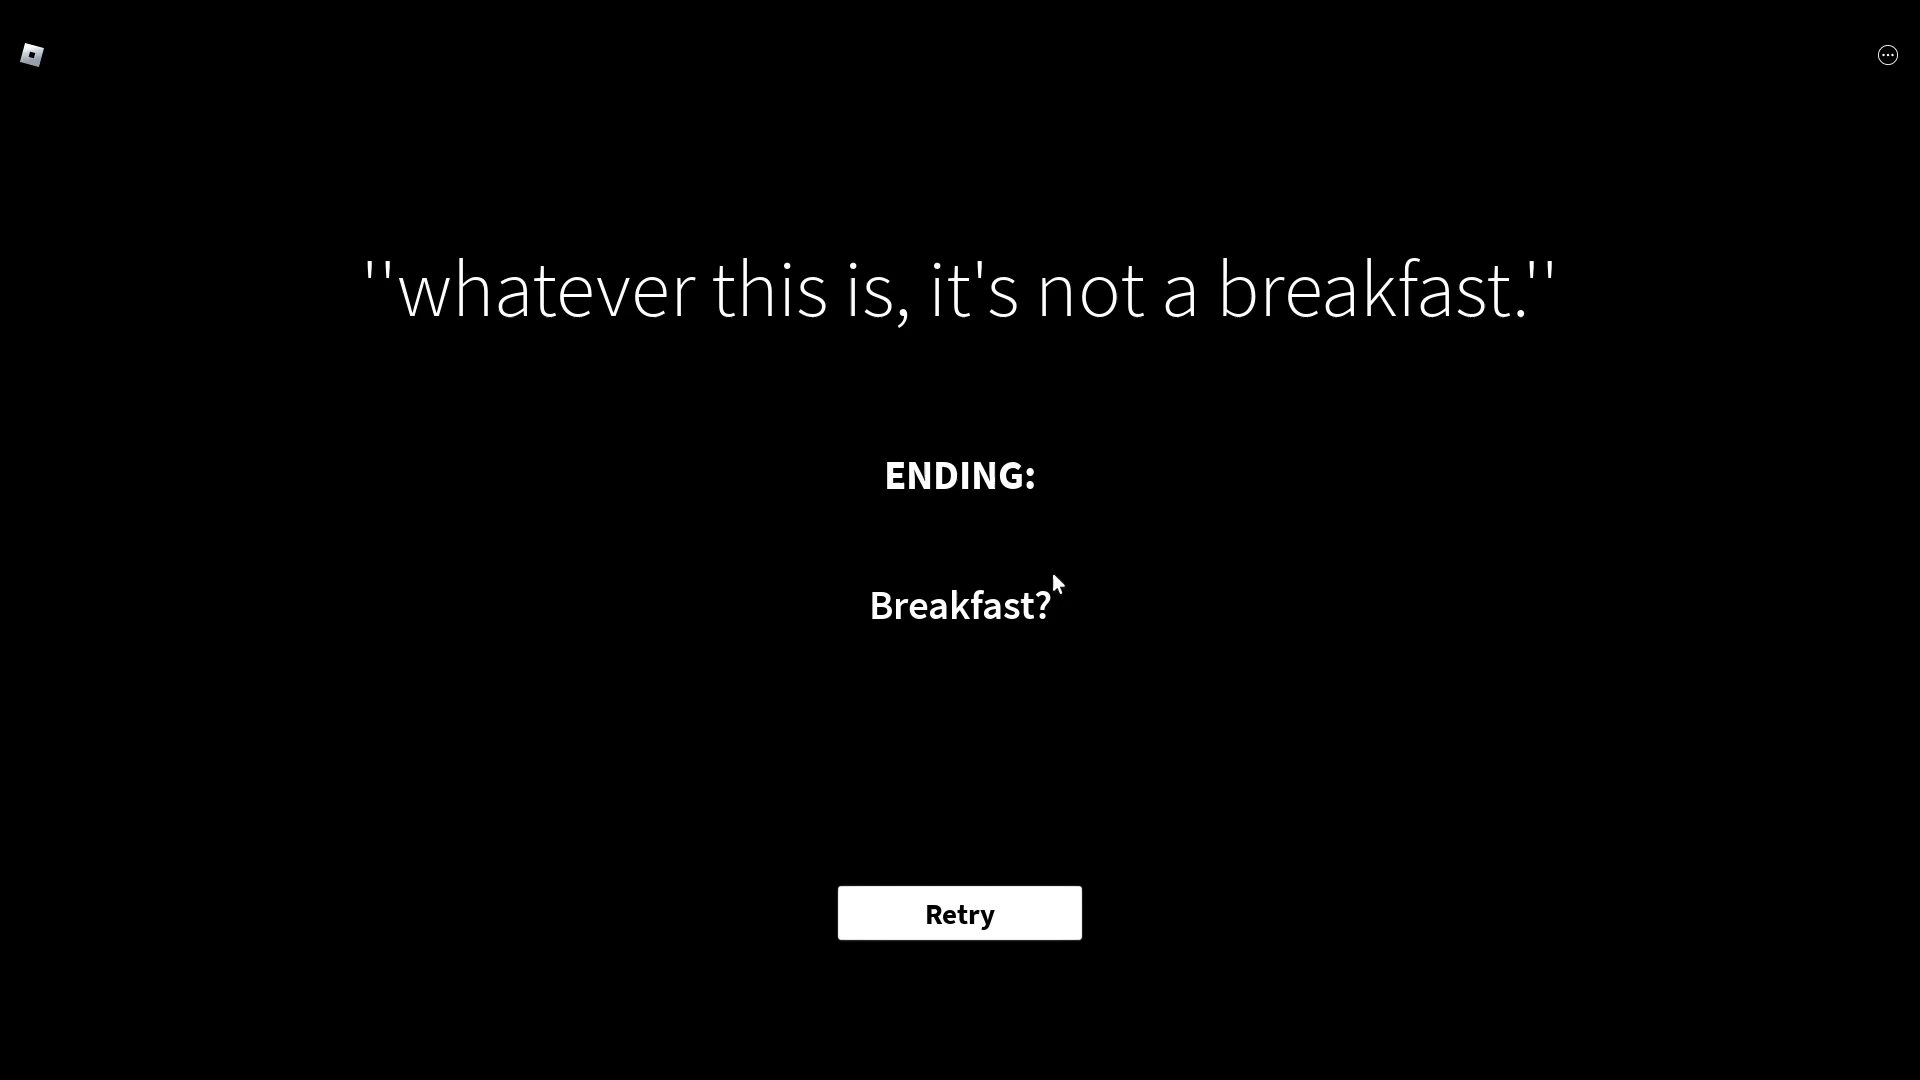 ''whatever this is, it's not a breakfast.''
ENDING:
Breakfast?
Retry